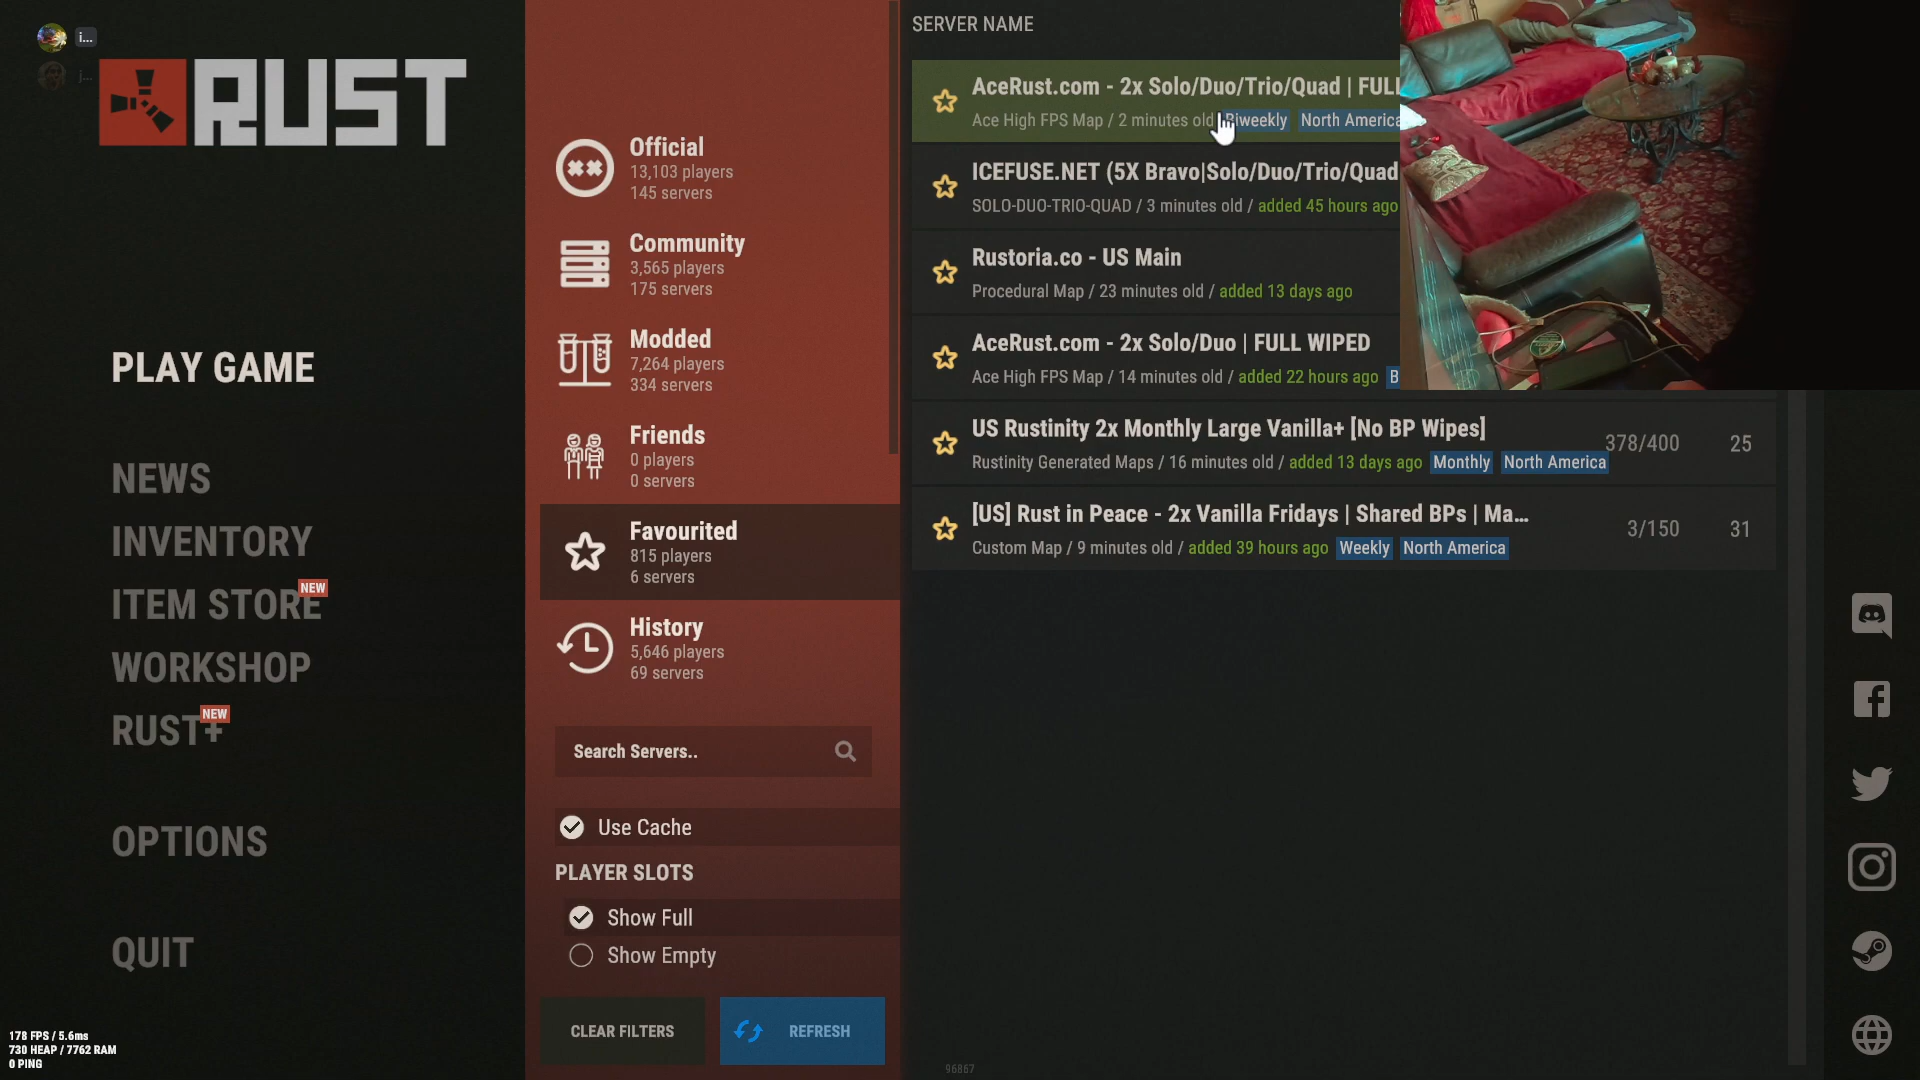 i...
j...
RUST
PLAY GAME
NEWS
INVENTORY
ITEM STORE
NEW
WORKSHOP
RUST+
NEW
OPTIONS
QUIT
178 FPS / 5.6ms
730 HEAP / 7762 RAM
0 PING
Official
13,103 players
145 servers
Community
3,565 players
175 servers
Modded
7,264 players
334 servers
Friends
0 players
0 servers
Favourited
815 players
6 servers
History
5,646 players
69 servers
Search Servers..
Use Cache
PLAYER SLOTS
Show Full
Show Empty
CLEAR FILTERS
REFRESH
SERVER NAME
AceRust.com - 2x Solo/Duo/Trio/Quad | FULL
Ace High FPS Map / 2 minutes old Biweekly North America
ICEFUSE.NET (5X Bravo|Solo/Duo/Trio/Quad
SOLO-DUO-TRIO-QUAD / 3 minutes old / added 45 hours ago
Rustoria.co - US Main
Procedural Map / 23 minutes old / added 13 days ago
AceRust.com - 2x Solo/Duo | FULL WIPED
Ace High FPS Map / 14 minutes old / added 22 hours ago B
US Rustinity 2x Monthly Large Vanilla+ [No BP Wipes] 378/400 25
Rustinity Generated Maps / 16 minutes old / added 13 days ago Monthly North America
[US] Rust in Peace - 2x Vanilla Fridays | Shared BPs | Ma... 3/150 31
Custom Map / 9 minutes old / added 39 hours ago Weekly North America
96867